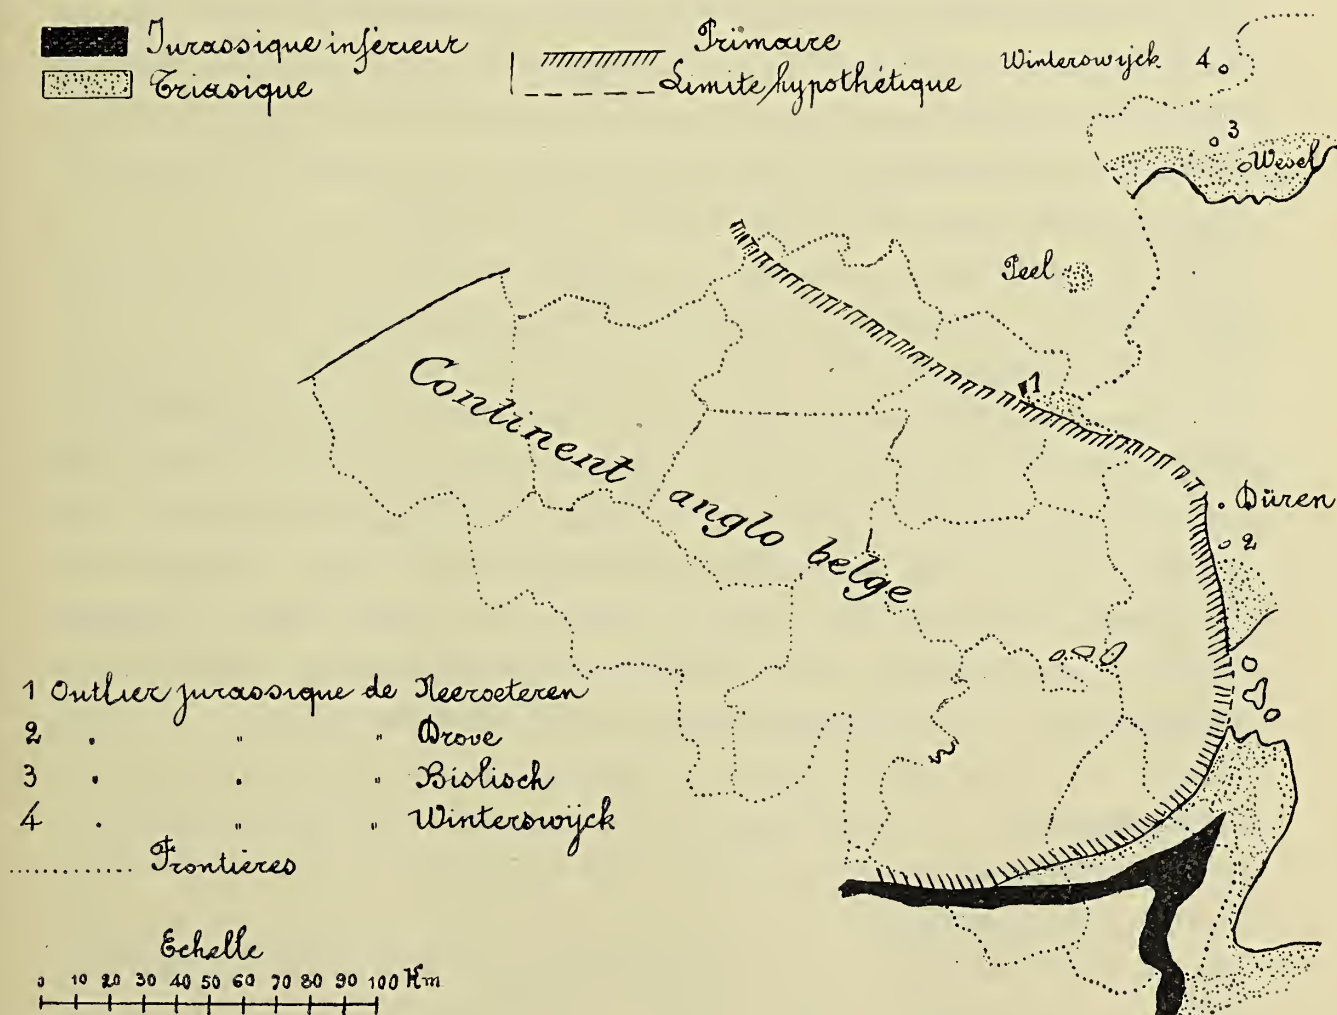 Jurassique inférieur
Triasique
Primaire
Limite hypothétique
Winterswijck 4
3
Wesel
Peel
1
Continent anglo belge
Düren
2
1 Outlier jurassique de Neeroeteren
2 . " " Drove
3 . . " Bislisch
4 . " " Winterswijck
Frontières
Echelle
0 10 20 30 40 50 60 70 80 90 100 Km